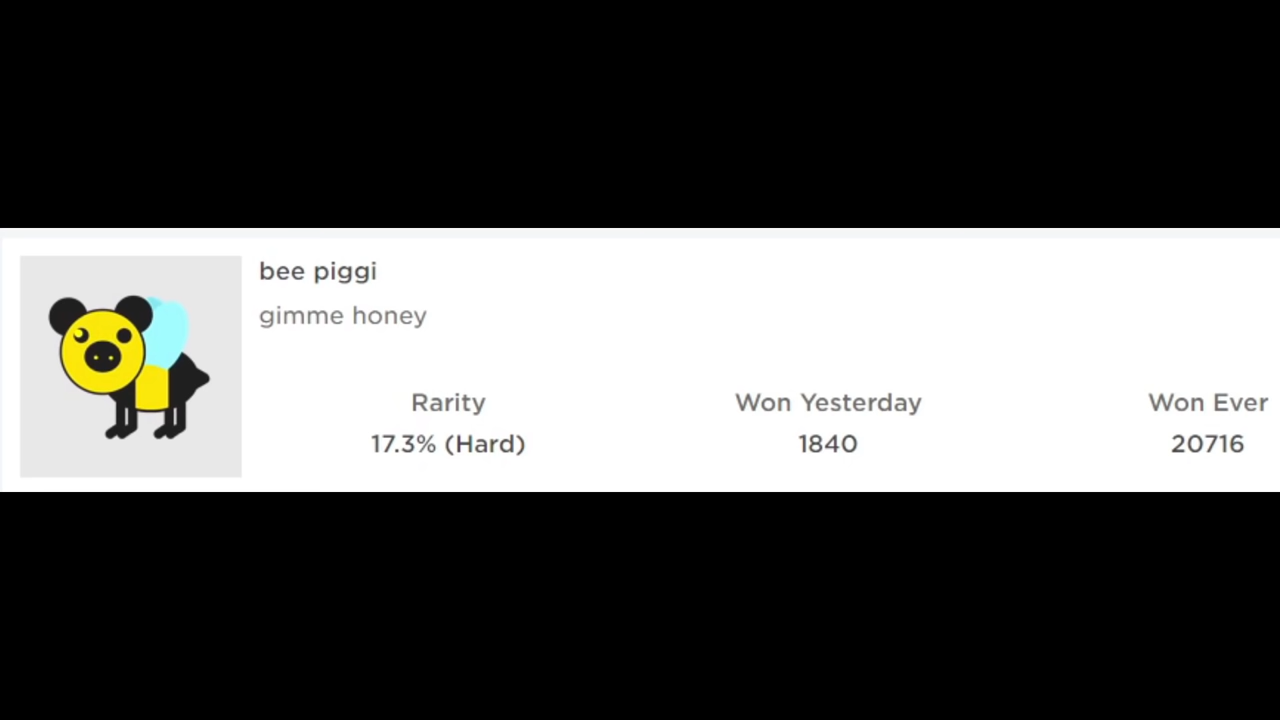 bee piggi
gimme honey
Rarity Won Yesterday Won Ever
17.3% (Hard) 1840 20716